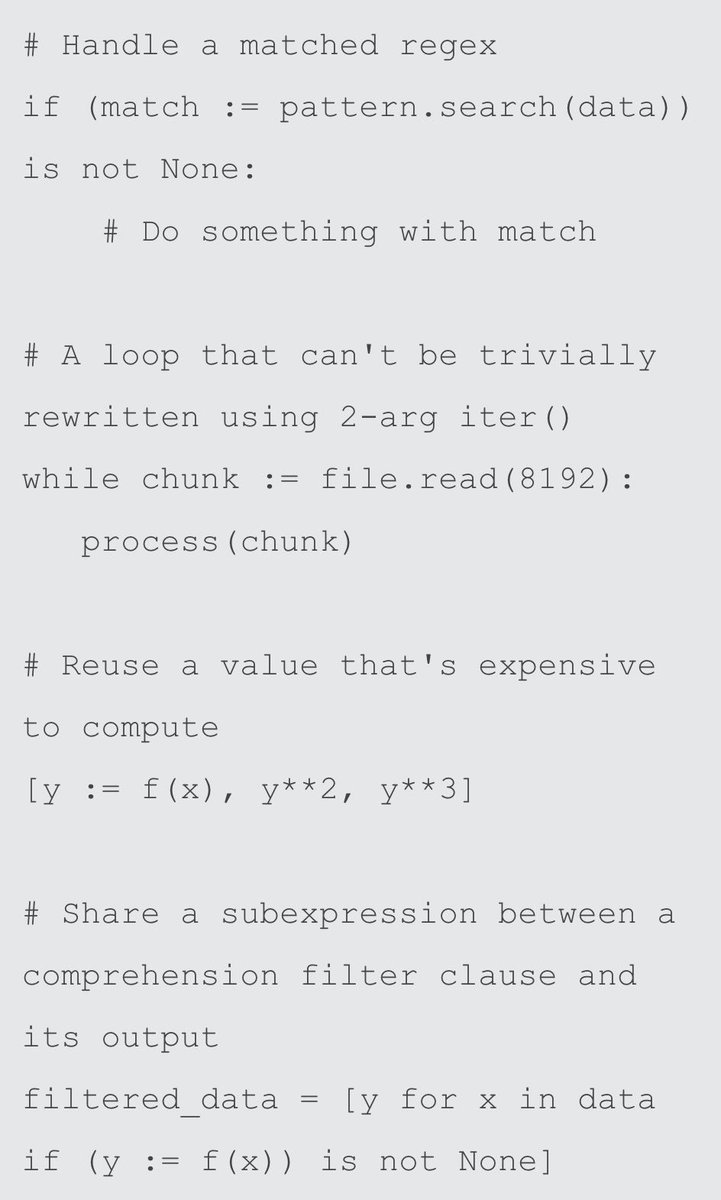 # Handle a matched regex
if (match := pattern.search(data))
is not None:
    # Do something with match

# A loop that can't be trivially
rewritten using 2-arg iter()
while chunk := file.read(8192):
   process(chunk)

# Reuse a value that's expensive
to compute
[y := f(x), y**2, y**3]

# Share a subexpression between a
comprehension filter clause and
its output
filtered_data = [y for x in data
if (y := f(x)) is not None]